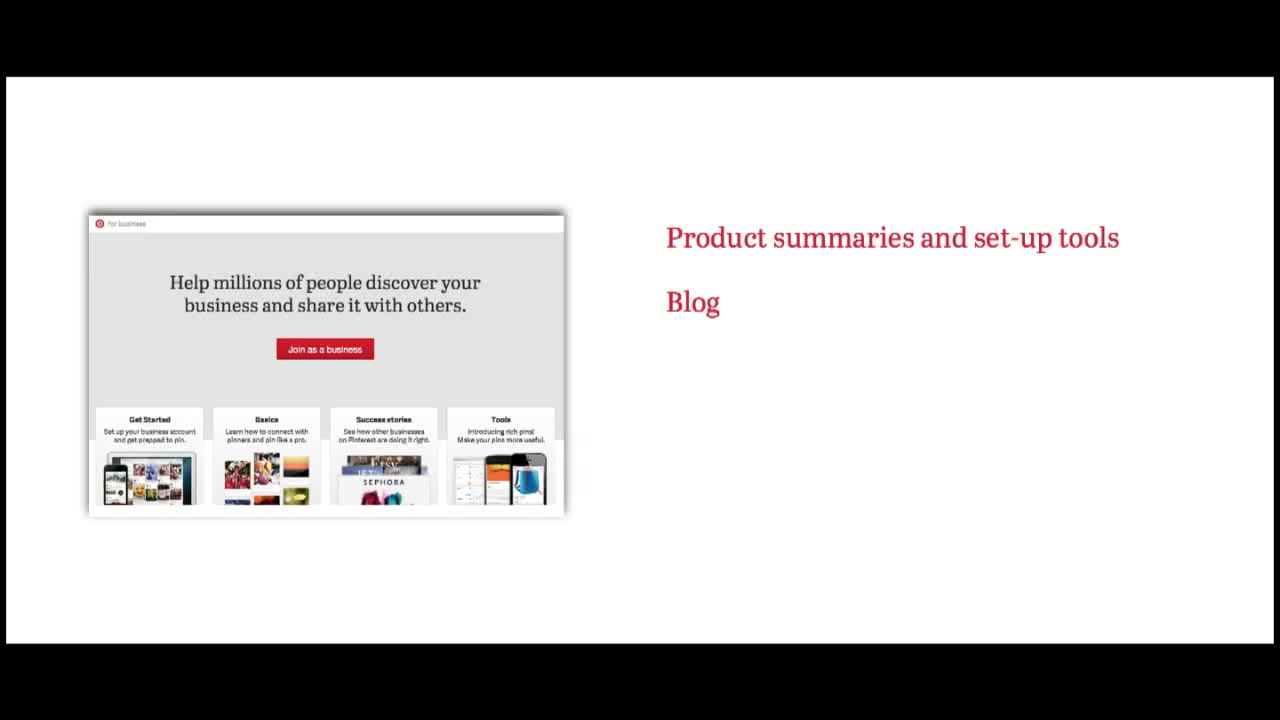 for business
Help millions of people discover your
business and share it with others.
Join as a business
Get Started
Set up your business account
and get prepped to pin.
Basics
Learn how to connect with
pinners and pin like a pro.
Success stories
See how other businesses
on Pinterest are doing it right.
SEPHORA
Tools
Introducing rich pins!
Make your pins more useful.
Product summaries and set-up tools
Blog